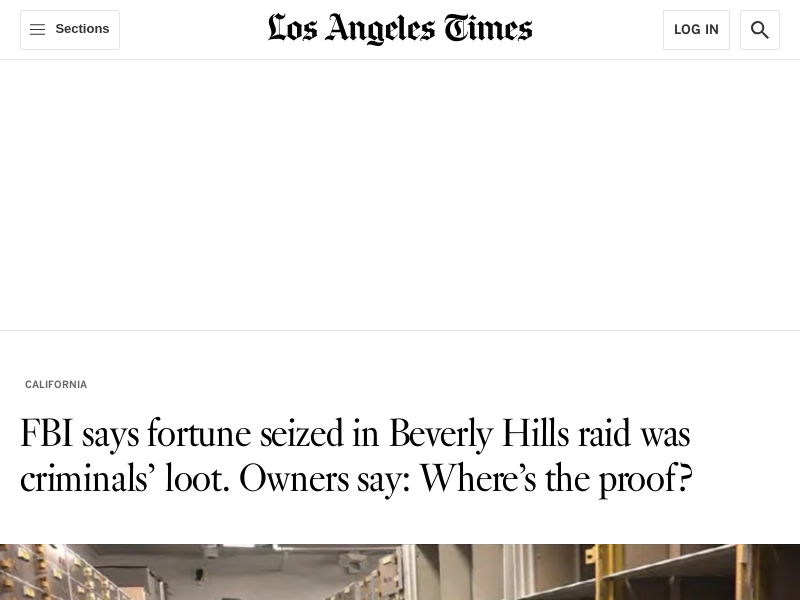 Sections
Los Angeles Times
LOG IN
CALIFORNIA
FBI says fortune seized in Beverly Hills raid was
criminals’ loot. Owners say: Where’s the proof?